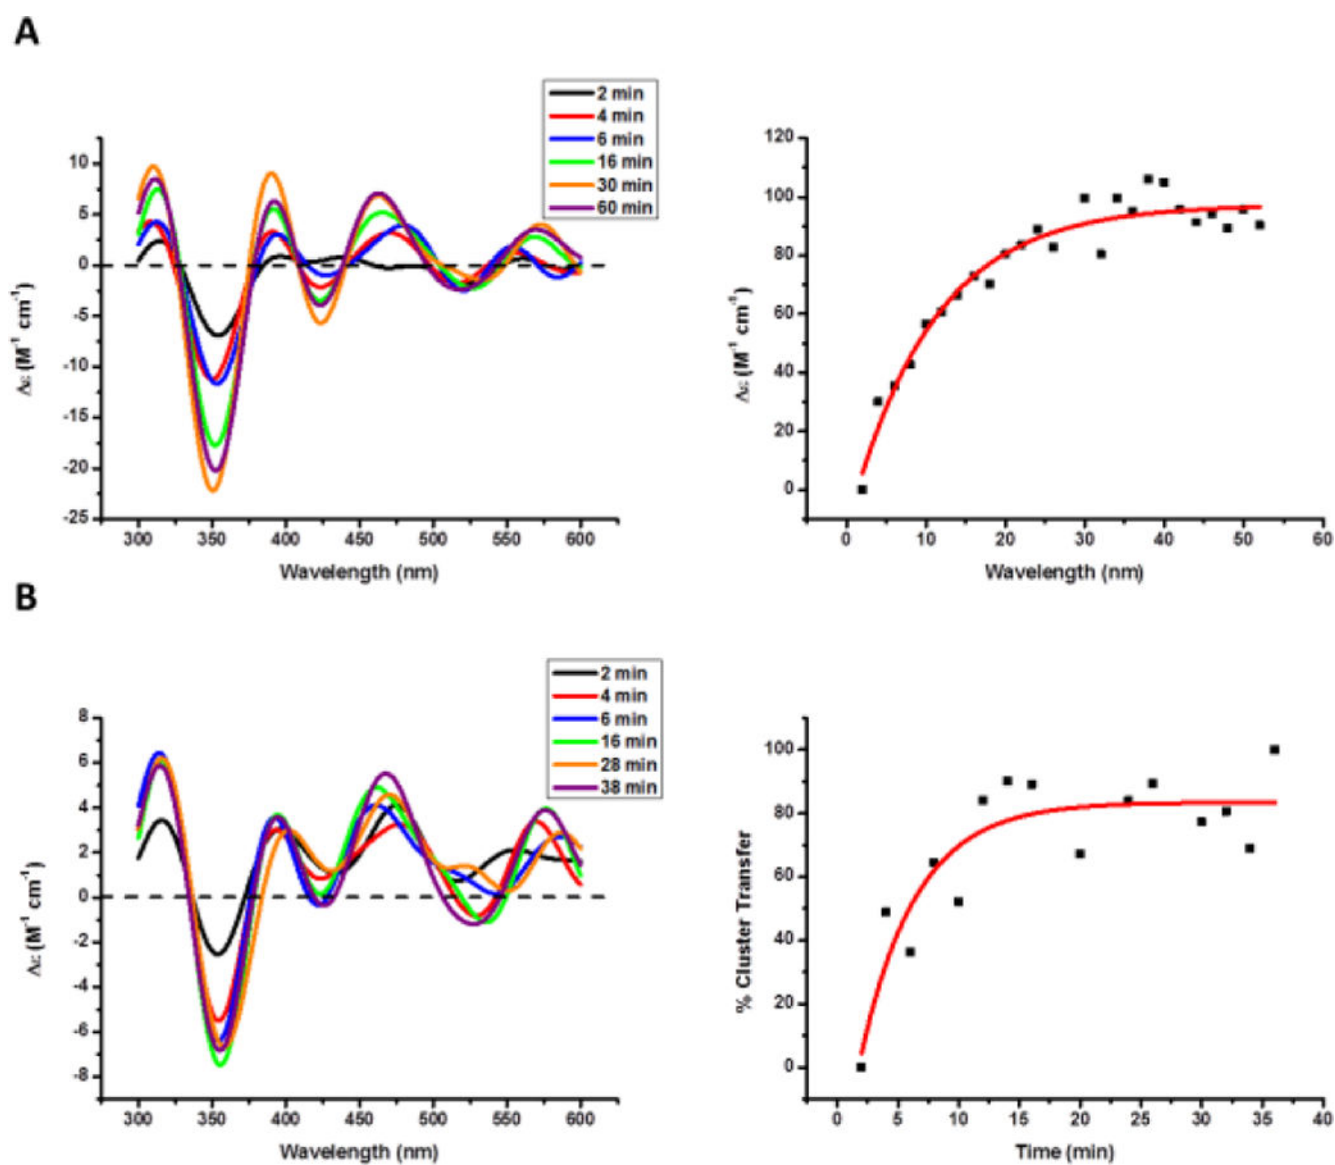 A
2 min
4 min
6 min
16 min
30 min
60 min
10
5
0
-5
-10
-15
-20
-25
Δε (M⁻¹ cm⁻¹)
300 350 400 450 500 550 600
Wavelength (nm)
120
100
80
60
40
20
0
Δε (M⁻¹ cm⁻¹)
0 10 20 30 40 50 60
Wavelength (nm)
B
2 min
4 min
6 min
16 min
28 min
38 min
8
6
4
2
0
-2
-4
-6
-8
Δε (M⁻¹ cm⁻¹)
300 350 400 450 500 550 600
Wavelength (nm)
100
80
60
40
20
0
% Cluster Transfer
0 5 10 15 20 25 30 35 40
Time (min)